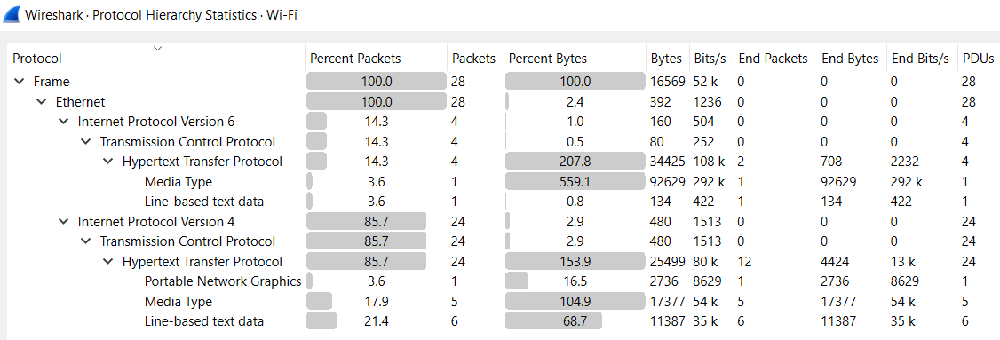 Wireshark · Protocol Hierarchy Statistics · Wi-Fi
Protocol Percent Packets Packets Percent Bytes Bytes Bits/s End Packets End Bytes End Bits/s PDUs
Frame 100.0 28 100.0 16569 52 k 0 0 0 28
Ethernet 100.0 28 2.4 392 1236 0 0 0 28
Internet Protocol Version 6 14.3 4 1.0 160 504 0 0 0 4
Transmission Control Protocol 14.3 4 0.5 80 252 0 0 0 4
Hypertext Transfer Protocol 14.3 4 207.8 34425 108 k 2 708 2232 4
Media Type 3.6 1 559.1 92629 292 k 1 92629 292 k 1
Line-based text data 3.6 1 0.8 134 422 1 134 422 1
Internet Protocol Version 4 85.7 24 2.9 480 1513 0 0 0 24
Transmission Control Protocol 85.7 24 2.9 480 1513 0 0 0 24
Hypertext Transfer Protocol 85.7 24 153.9 25499 80 k 12 4424 13 k 24
Portable Network Graphics 3.6 1 16.5 2736 8629 1 2736 8629 1
Media Type 17.9 5 104.9 17377 54 k 5 17377 54 k 5
Line-based text data 21.4 6 68.7 11387 35 k 6 11387 35 k 6